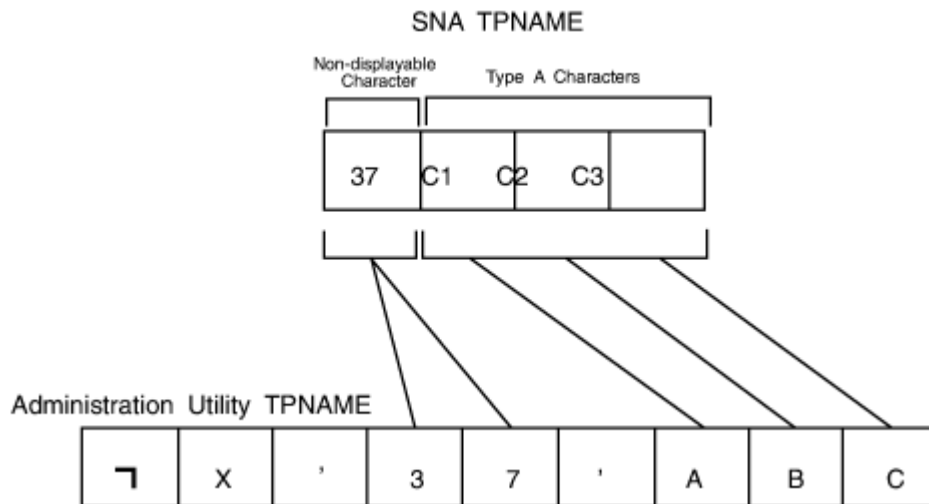 SNA TPNAME
Non-displayable
Character
Type A Characters
37 C1 C2 C3
Administration Utility TPNAME
¬ X ' 3 7 ' A B C